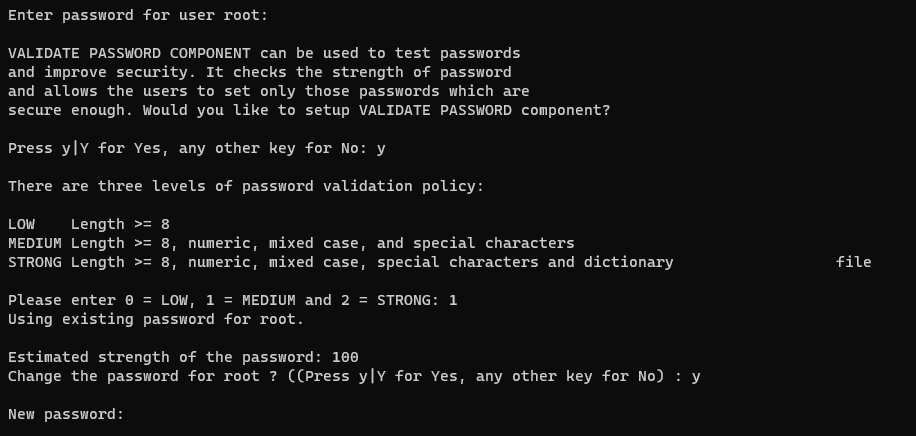 Enter password for user root:
VALIDATE PASSWORD COMPONENT can be used to test passwords
and improve security. It checks the strength of password
and allows the users to set only those passwords which are
secure enough. Would you like to setup VALIDATE PASSWORD component?
Press y|Y for Yes, any other key for No: y
There are three levels of password validation policy:
LOW    Length >= 8
MEDIUM Length >= 8, numeric, mixed case, and special characters
STRONG Length >= 8, numeric, mixed case, special characters and dictionary                  file
Please enter 0 = LOW, 1 = MEDIUM and 2 = STRONG: 1
Using existing password for root.
Estimated strength of the password: 100
Change the password for root ? ((Press y|Y for Yes, any other key for No) : y
New password: